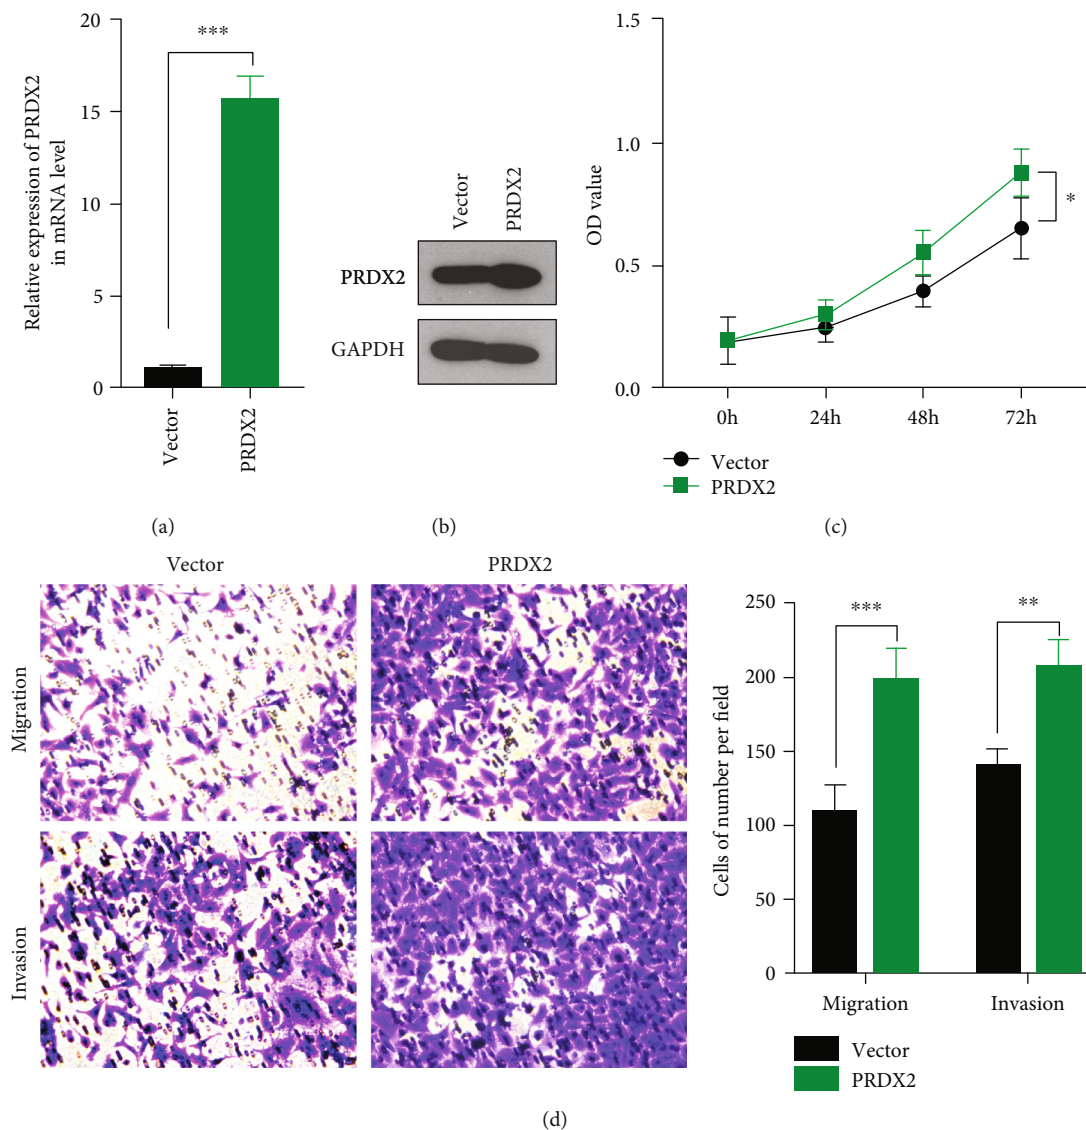 20
15
10
5
0
Relative expression of PRDX2
in mRNA level
***
Vector
PRDX2
(a)
Vector
PRDX2
PRDX2
GAPDH
(b)
1.5
1.0
0.5
0.0
OD value
*
0h
24h
48h
72h
Vector
PRDX2
(c)
Vector
PRDX2
Migration
Invasion
250
200
150
100
50
0
Cells of number per field
***
**
Migration
Invasion
Vector
PRDX2
(d)